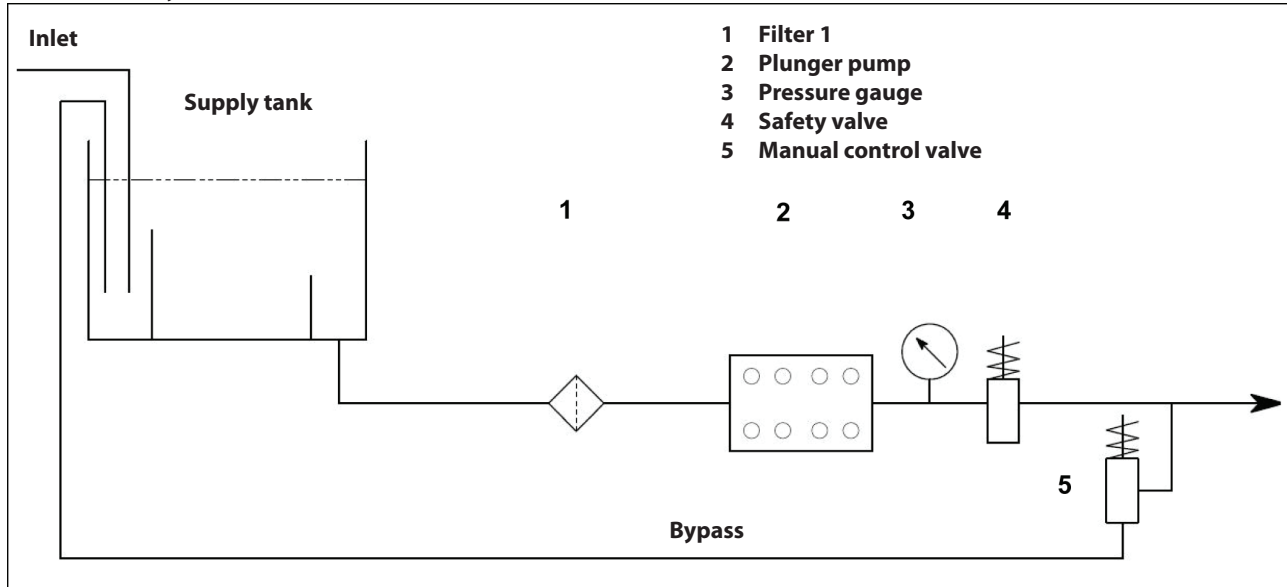 Inlet
Supply tank
1 Filter 1
2 Plunger pump
3 Pressure gauge
4 Safety valve
5 Manual control valve
1 2 3 4
5
Bypass